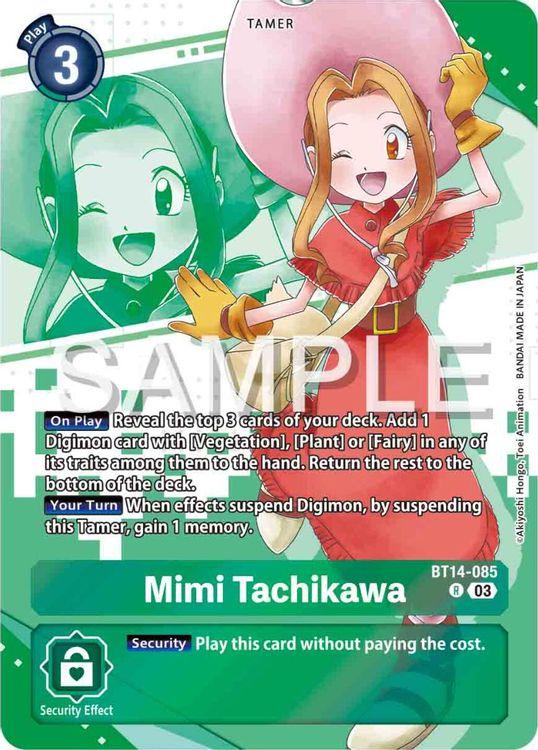 TAMER
Play
3
SAMPLE
On Play Reveal the top 3 cards of your deck. Add 1
Digimon card with [Vegetation], [Plant] or [Fairy] in any of
its traits among them to the hand. Return the rest to the
bottom of the deck.
Your Turn When effects suspend Digimon, by suspending
this Tamer, gain 1 memory.
©Akiyoshi Hongo, Toei Animation BANDAI MADE IN JAPAN
BT14-085
Mimi Tachikawa
R 03
Security Play this card without paying the cost.
Security Effect